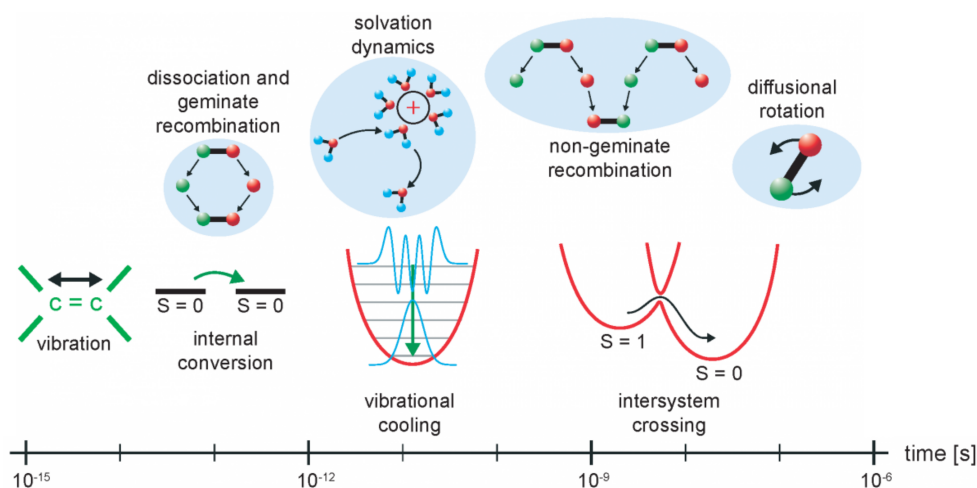 solvation
dynamics
dissociation and
geminate
recombination
+
non-geminate
recombination
diffusional
rotation
C = C
vibration
S = 0
S = 0
internal
conversion
vibrational
cooling
S = 1
S = 0
intersystem
crossing
time [s]
10⁻¹⁵
10⁻¹²
10⁻⁹
10⁻⁶